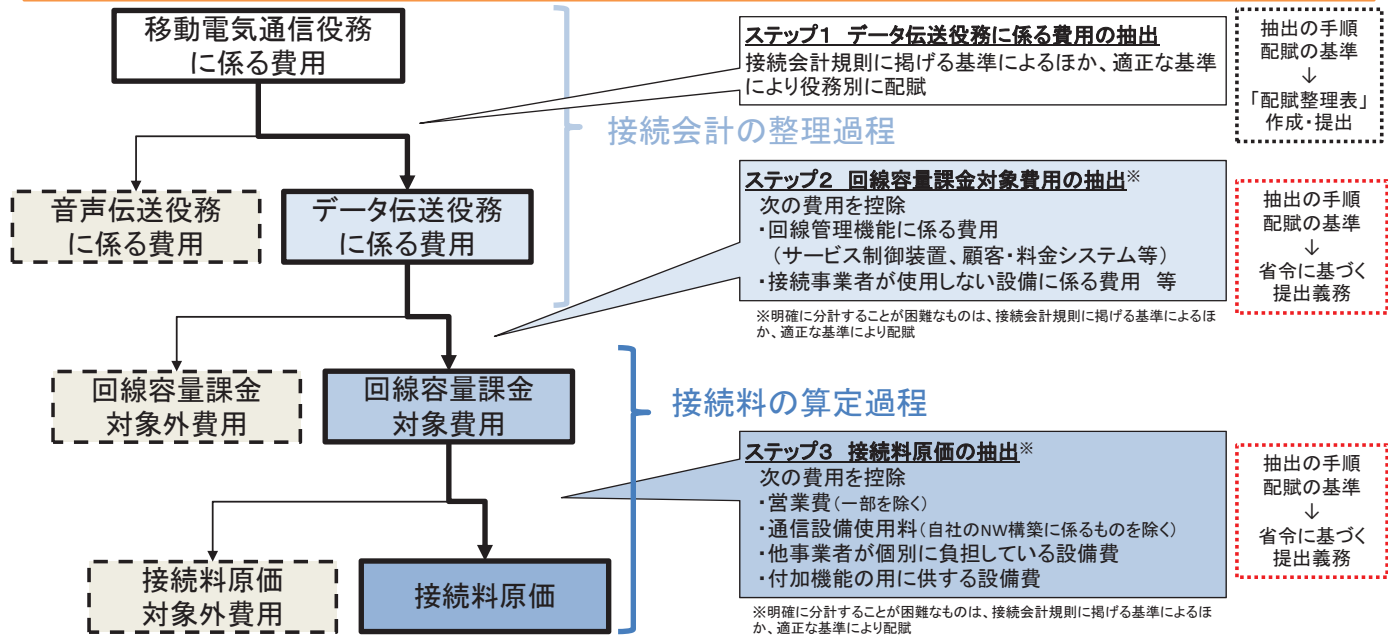 移動電気通信役務
に係る費用
ステップ1 データ伝送役務に係る費用の抽出
接続会計規則に掲げる基準によるほか、適正な基準
により役務別に配賦
抽出の手順
配賦の基準
↓
「配賦整理表」
作成・提出
接続会計の整理過程
音声伝送役務
に係る費用
データ伝送役務
に係る費用
ステップ2 回線容量課金対象費用の抽出※
次の費用を控除
・回線管理機能に係る費用
（サービス制御装置、顧客・料金システム等）
・接続事業者が使用しない設備に係る費用 等
※明確に分計することが困難なものは、接続会計規則に掲げる基準によるほ
か、適正な基準により配賦
抽出の手順
配賦の基準
↓
省令に基づく
提出義務
回線容量課金
対象外費用
回線容量課金
対象費用
接続料の算定過程
ステップ3 接続料原価の抽出※
次の費用を控除
・営業費（一部を除く）
・通信設備使用料（自社のNW構築に係るものを除く）
・他事業者が個別に負担している設備費
・付加機能の用に供する設備費
※明確に分計することが困難なものは、接続会計規則に掲げる基準によるほ
か、適正な基準により配賦
抽出の手順
配賦の基準
↓
省令に基づく
提出義務
接続料原価
対象外費用
接続料原価